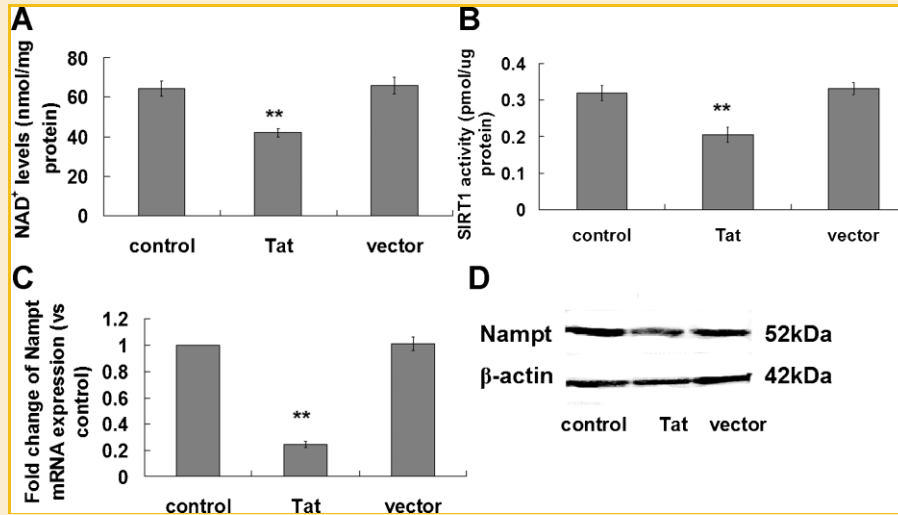 A
NAD+ levels (nmol/mg
protein)
80
60
40
20
0
**
control Tat vector
B
SIRT1 activity (pmol/ug
protein)
0.4
0.3
0.2
0.1
0
**
control Tat vector
C
Fold change of Nampt
mRNA expression (vs
control)
1.2
1
0.8
0.6
0.4
0.2
0
**
control Tat vector
D
Nampt 52kDa
β-actin 42kDa
control Tat vector